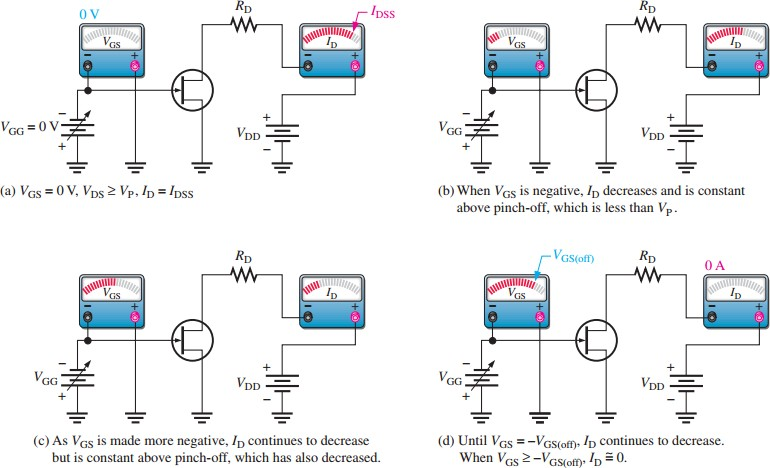 0 V
R_D
I_DSS
V_GS
I_D
– +
– +
V_GG = 0 V
–
+
V_DD
+
–
(a) V_GS = 0 V, V_DS ≥ V_P, I_D = I_DSS
R_D
V_GS
I_D
– +
– +
V_GG
–
+
V_DD
+
–
(b) When V_GS is negative, I_D decreases and is constant
above pinch-off, which is less than V_P.
R_D
V_GS
I_D
– +
– +
V_GG
–
+
V_DD
+
–
(c) As V_GS is made more negative, I_D continues to decrease
but is constant above pinch-off, which has also decreased.
V_GS(off)
R_D
0 A
V_GS
I_D
– +
– +
V_GG
–
+
V_DD
+
–
(d) Until V_GS = –V_GS(off), I_D continues to decrease.
When V_GS ≥ –V_GS(off), I_D ≅ 0.